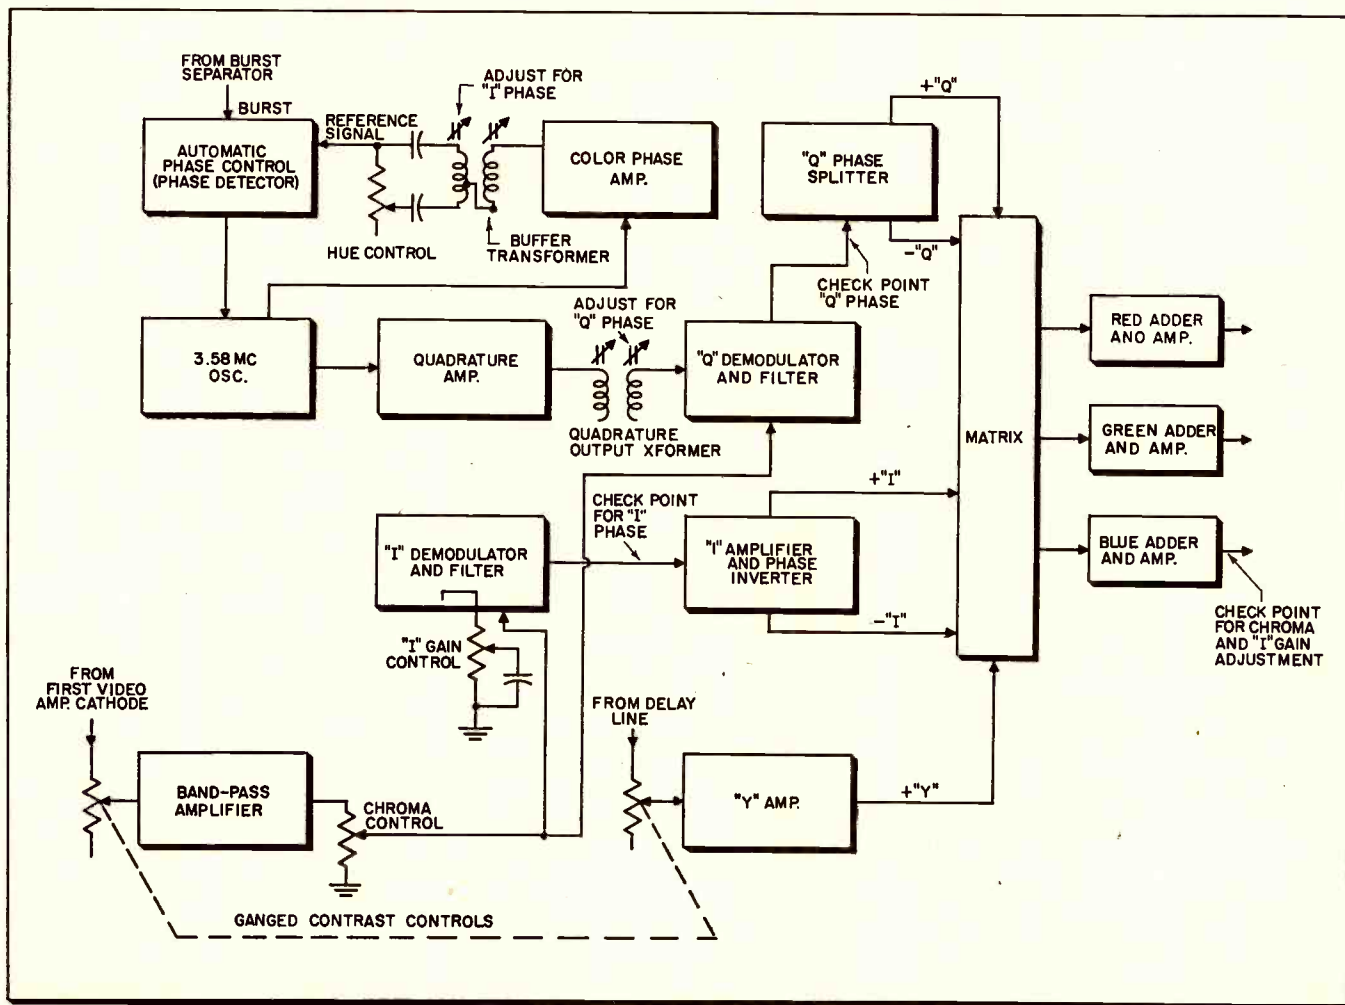 FROM BURST
SEPARATOR
BURST
AUTOMATIC
PHASE CONTROL
(PHASE DETECTOR)
REFERENCE
SIGNAL
HUE CONTROL
ADJUST FOR
"I" PHASE
BUFFER
TRANSFORMER
COLOR PHASE
AMP.
"Q" PHASE
SPLITTER
+"Q"
-"Q"
CHECK POINT
"Q" PHASE
3.58 MC
OSC.
QUADRATURE
AMP.
ADJUST FOR
"Q" PHASE
QUADRATURE
OUTPUT XFORMER
"Q" DEMODULATOR
AND FILTER
MATRIX
RED ADDER
ANO AMP.
GREEN ADDER
AND AMP.
BLUE ADDER
AND AMP.
CHECK POINT
FOR CHROMA
AND "I" GAIN
ADJUSTMENT
"I" DEMODULATOR
AND FILTER
CHECK POINT
FOR "I"
PHASE
"I" AMPLIFIER
AND PHASE
INVERTER
+"I"
-"I"
"I" GAIN
CONTROL
FROM
FIRST VIDEO
AMP. CATHODE
BAND-PASS
AMPLIFIER
CHROMA
CONTROL
FROM DELAY
LINE
"Y" AMP.
+"Y"
GANGED CONTRAST CONTROLS